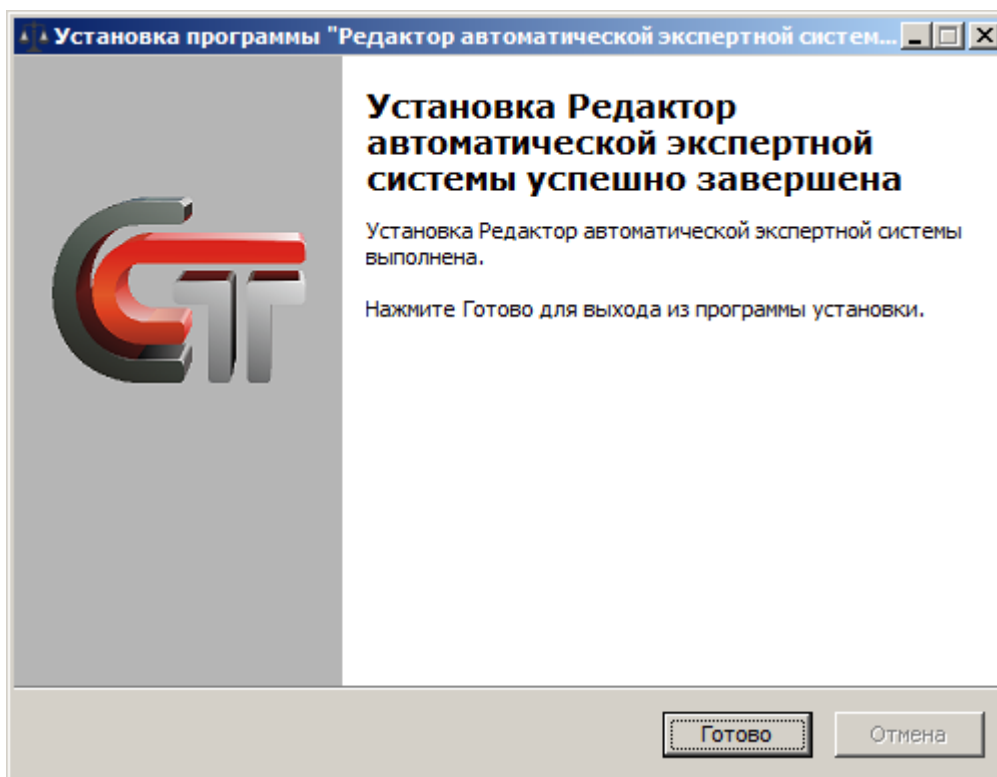 Установка программы "Редактор автоматической экспертной систем...
Установка Редактор
автоматической экспертной
системы успешно завершена
Установка Редактор автоматической экспертной системы
выполнена.
Нажмите Готово для выхода из программы установки.
Готово
Отмена